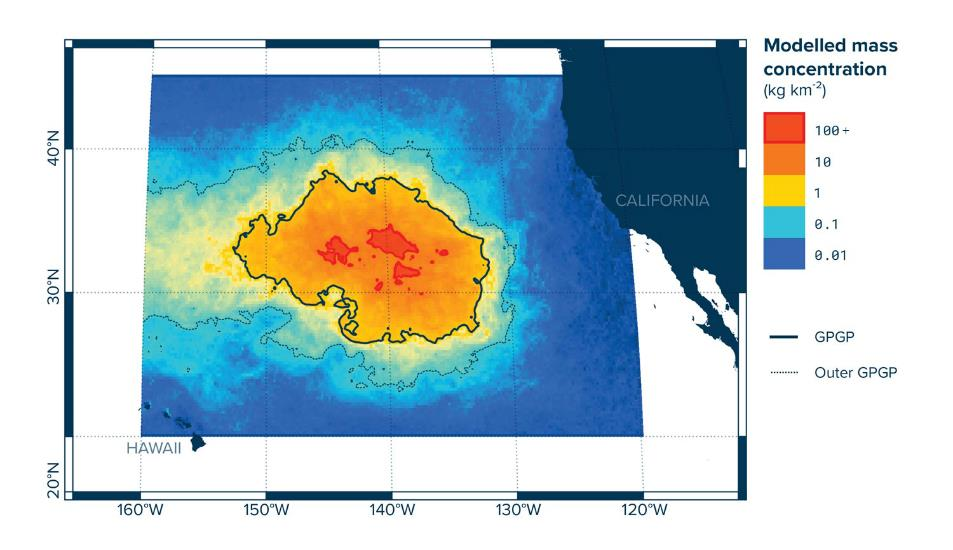 Modelled mass
concentration
(kg km⁻²)
100+
10
1
0.1
0.01
GPGP
Outer GPGP
CALIFORNIA
HAWAII
40°N
30°N
20°N
160°W
150°W
140°W
130°W
120°W